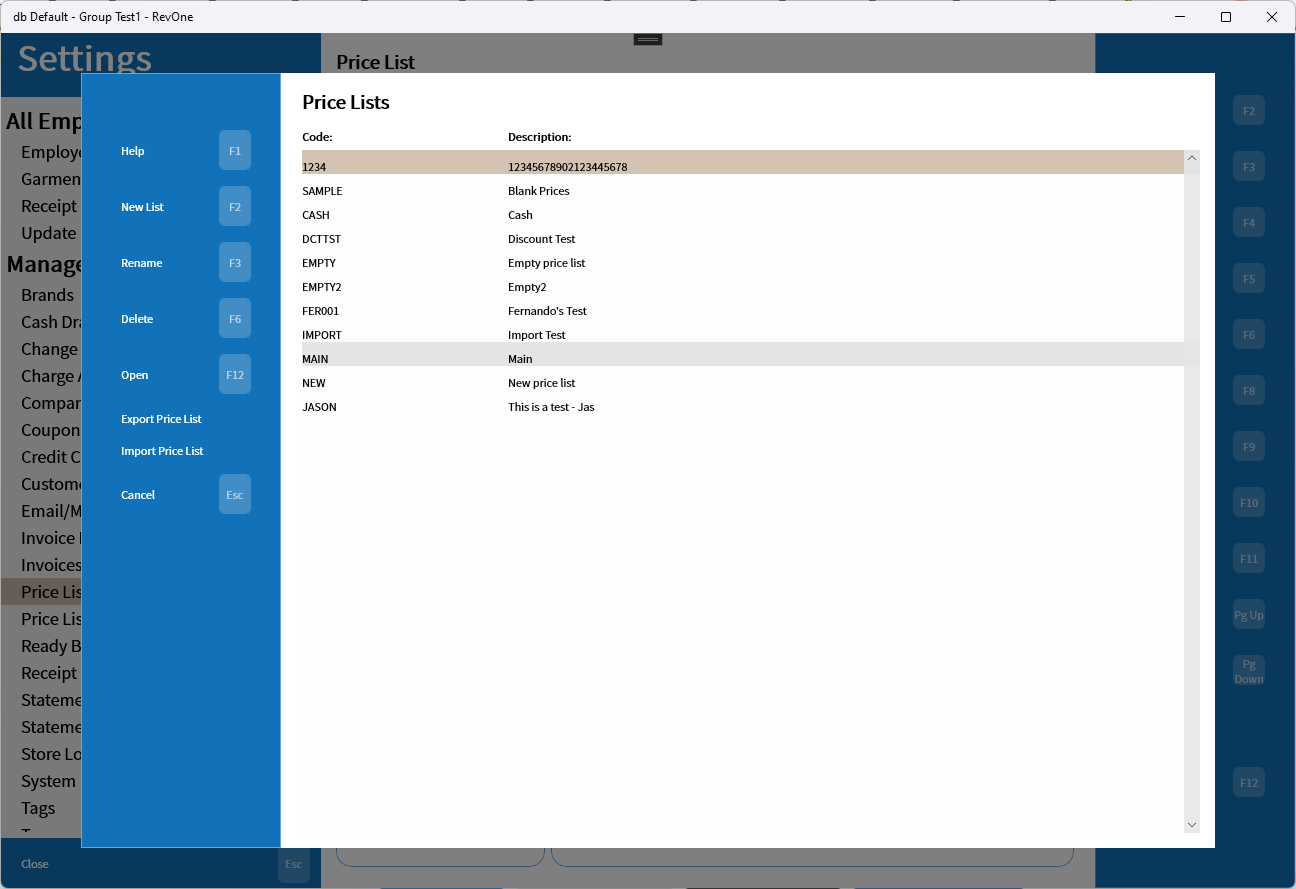 db Default - Group Test1 - RevOne
Settings
Price List
All Emp
Employe
Garmen
Receipt
Update
Manage
Brands
Cash Dra
Change
Charge A
Compar
Coupon
Credit C
Custome
Email/M
Invoice
Invoices
Price Lis
Price Lis
Ready B
Receipt
Stateme
Stateme
Store Lo
System
Tags
Close Esc
Help F1
New List F2
Rename F3
Delete F6
Open F12
Export Price List
Import Price List
Cancel Esc
Price Lists
Code: Description:
1234 12345678902123445678
SAMPLE Blank Prices
CASH Cash
DCTTST Discount Test
EMPTY Empty price list
EMPTY2 Empty2
FER001 Fernando's Test
IMPORT Import Test
MAIN Main
NEW New price list
JASON This is a test - Jas
F2
F3
F4
F5
F6
F8
F9
F10
F11
Pg Up
Pg
Down
F12